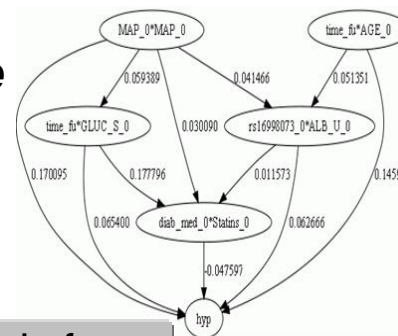 MAP_0*MAP_0
time_fu*AGE_0
0.059389
0.041466
0.051351
time_fu*GLUC_S_0
0.030090
rs16998073_0*ALB_U_0
0.170095
0.177796
0.011573
0.065400
diab_med_0*Statins_0
0.062666
-0.047597
hyp